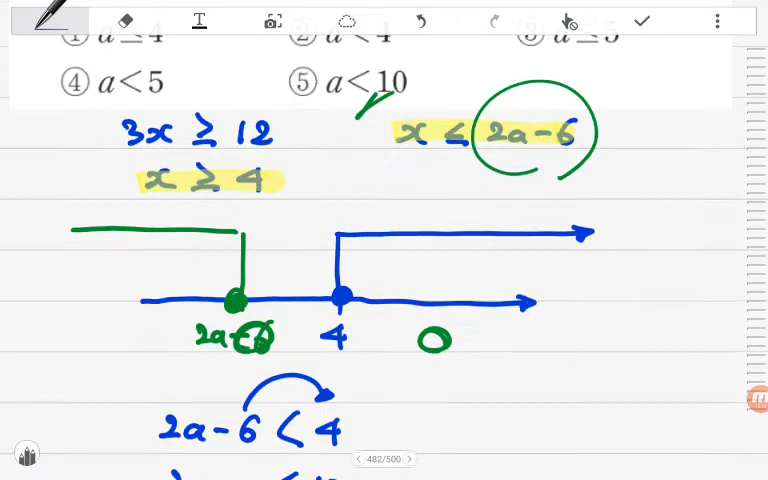 ① a ≤ 4 ② a < 4 ③ a ≤ 5
④ a < 5 ⑤ a < 10
3x ≥ 12 x ≤ 2a - 6
x ≥ 4
2a - 6 4
2a - 6 < 4
482/500